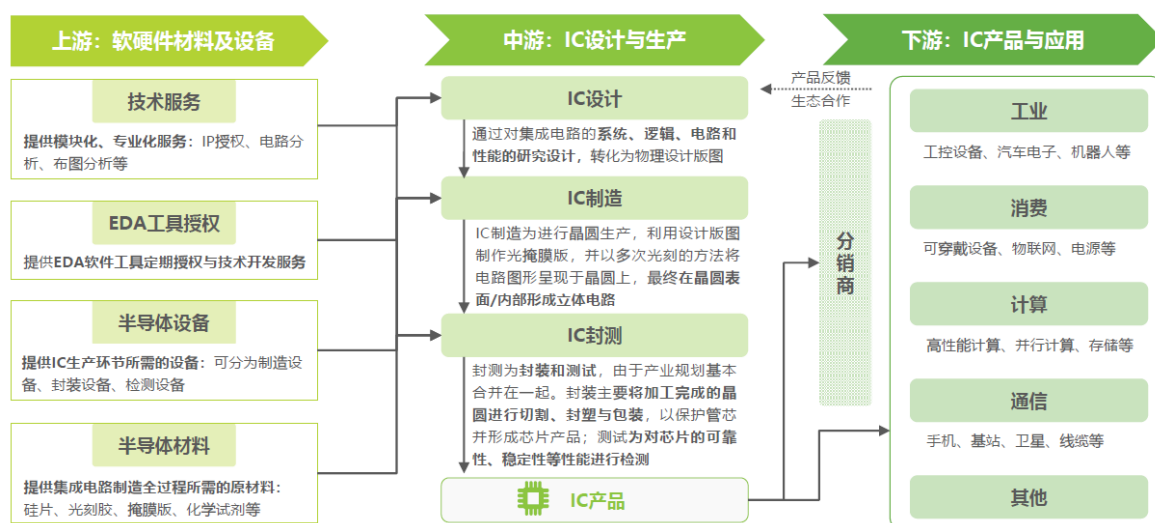 上游：软硬件材料及设备
技术服务
提供模块化、专业化服务：IP授权、电路分
析、布图分析等
EDA工具授权
提供EDA软件工具定期授权与技术开发服务
半导体设备
提供IC生产环节所需的设备：可分为制造设
备、封装设备、检测设备
半导体材料
提供集成电路制造全过程所需的原材料：
硅片、光刻胶、掩膜版、化学试剂等
中游：IC设计与生产
IC设计
通过对集成电路的系统、逻辑、电路和
性能的研究设计，转化为物理设计版图
IC制造
IC制造为进行晶圆生产，利用设计版图
制作光掩膜版，并以多次光刻的方法将
电路图形呈现于晶圆上，最终在晶圆表
面/内部形成立体电路
IC封测
封测为封装和测试，由于产业规划基本
合并在一起。封装主要将加工完成的晶
圆进行切割、封塑与包装，以保护管芯
并形成芯片产品；测试为对芯片的可靠
性、稳定性等性能进行检测
IC产品
产品反馈
生态合作
分销商
下游：IC产品与应用
工业
工控设备、汽车电子、机器人等
消费
可穿戴设备、物联网、电源等
计算
高性能计算、并行计算、存储等
通信
手机、基站、卫星、线缆等
其他